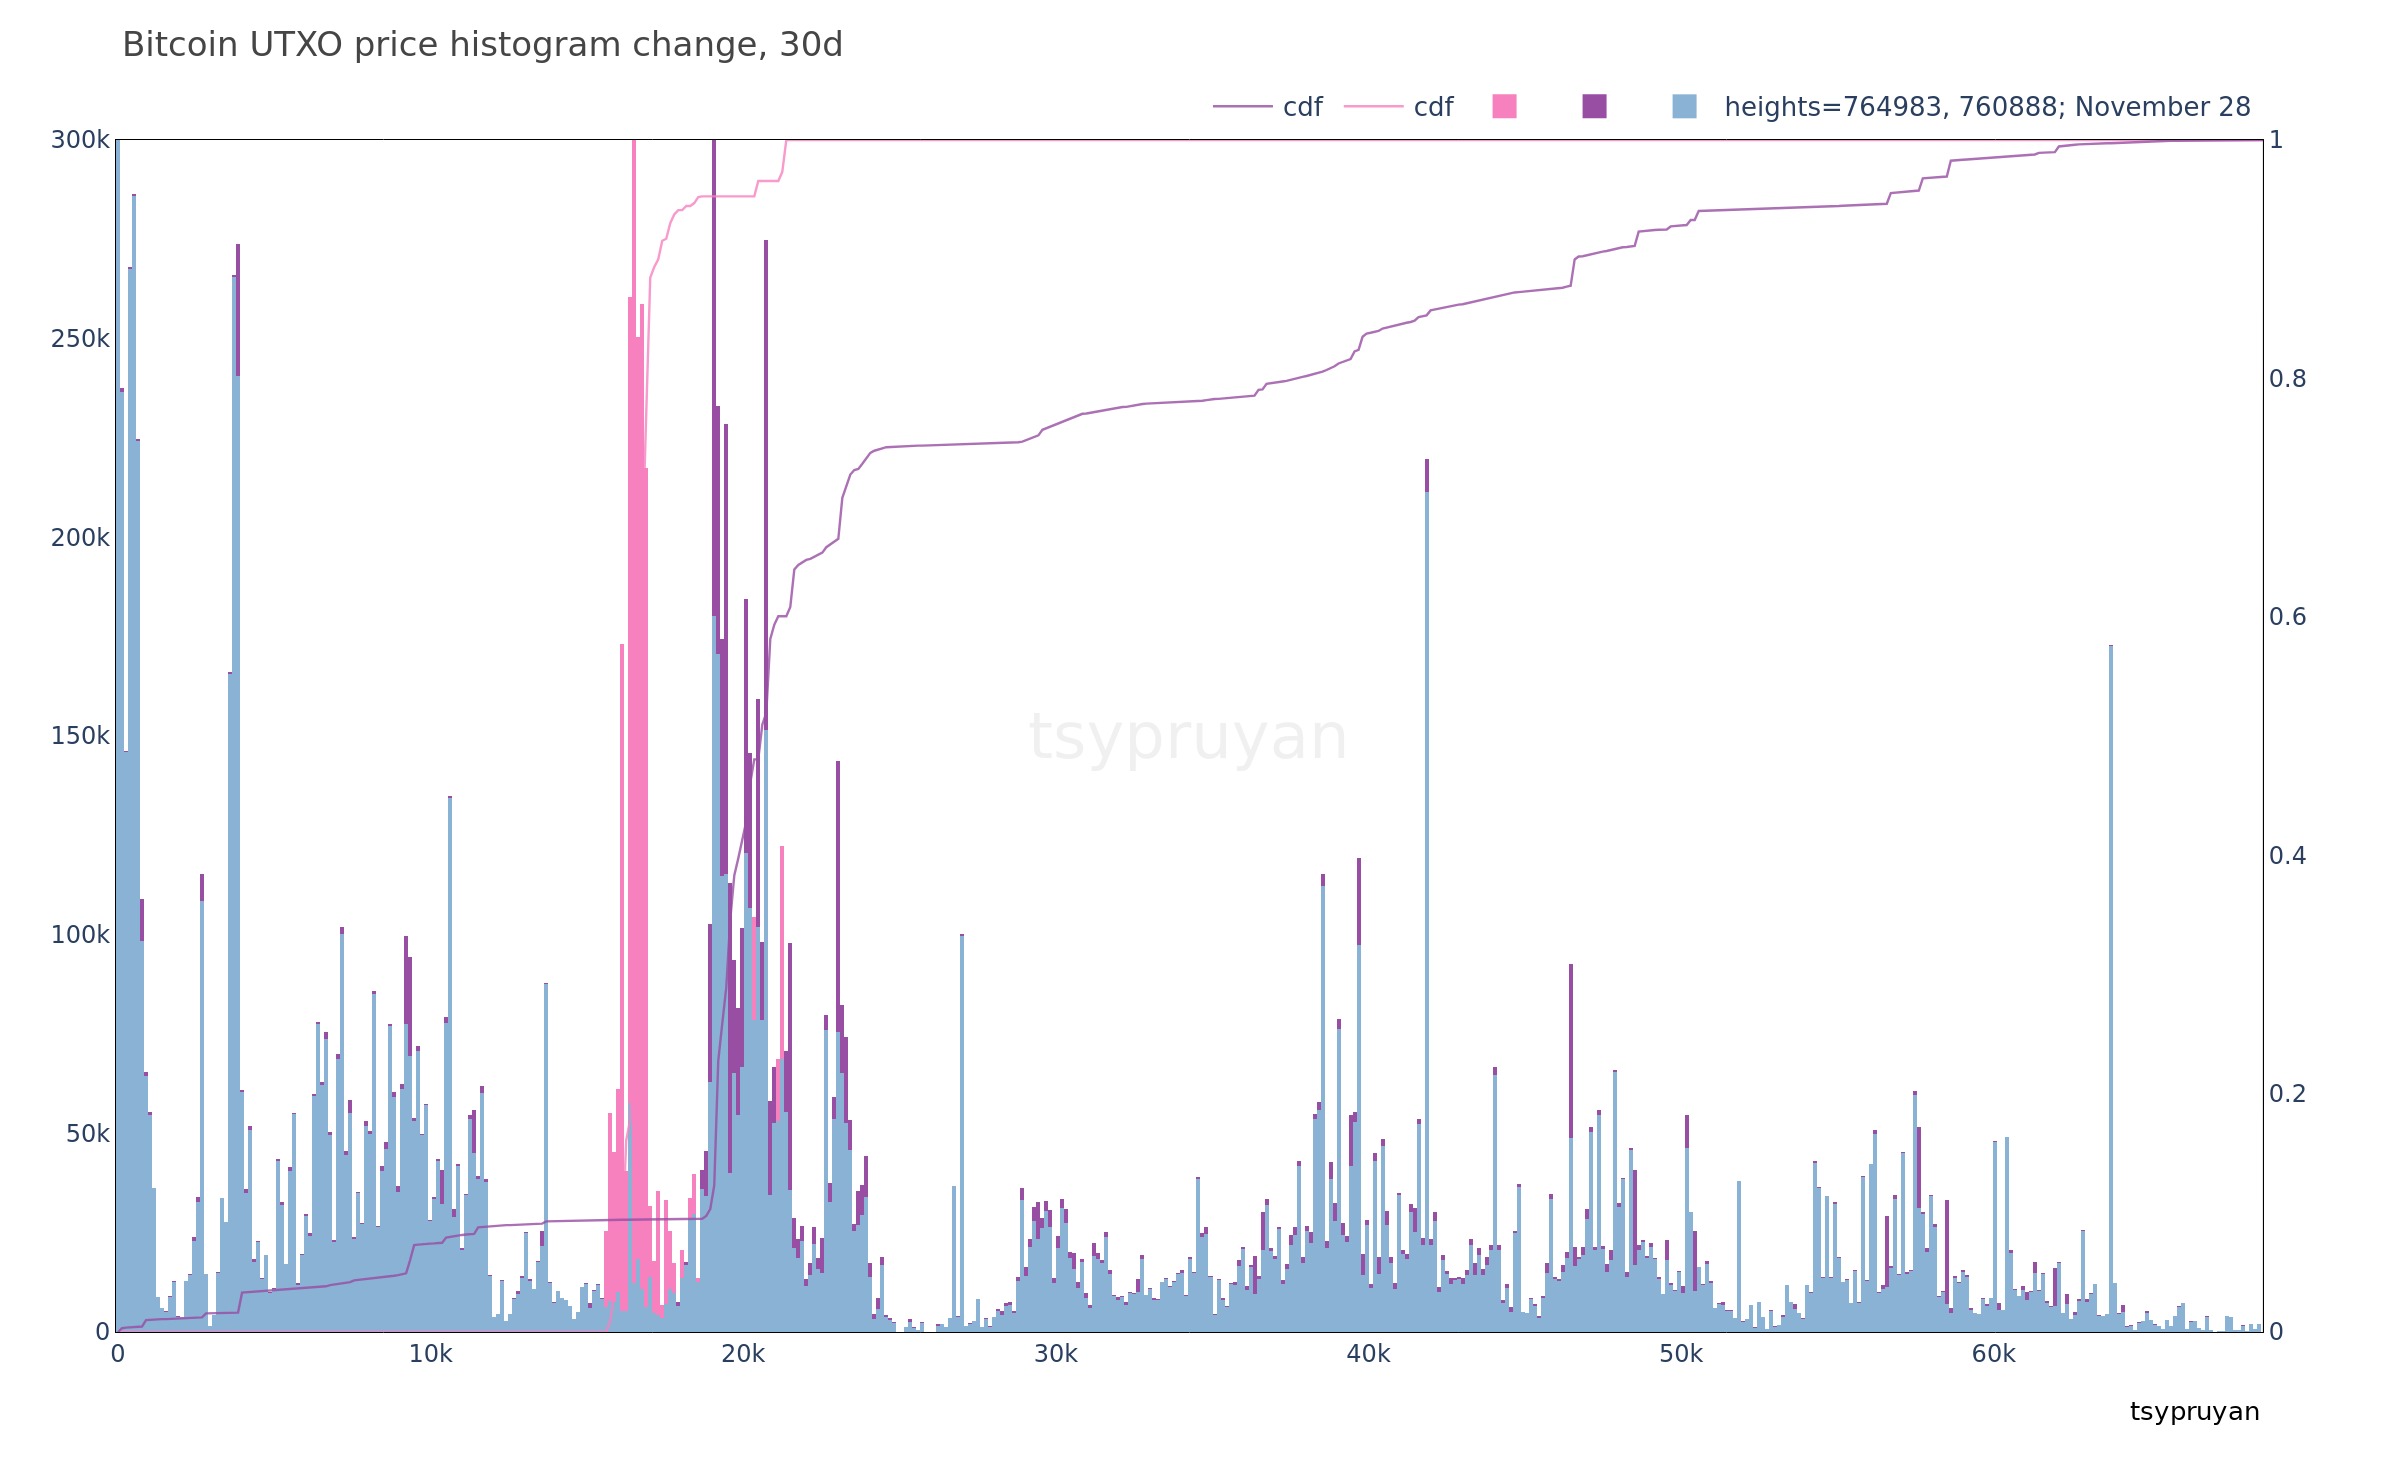 Bitcoin UTXO price histogram change, 30d
cdf cdf heights=764983, 760888; November 28
300k 1
250k
0.8
200k
0.6
150k
tsypruyan
100k
0.4
50k
0.2
0 0
0 10k 20k 30k 40k 50k 60k
tsypruyan